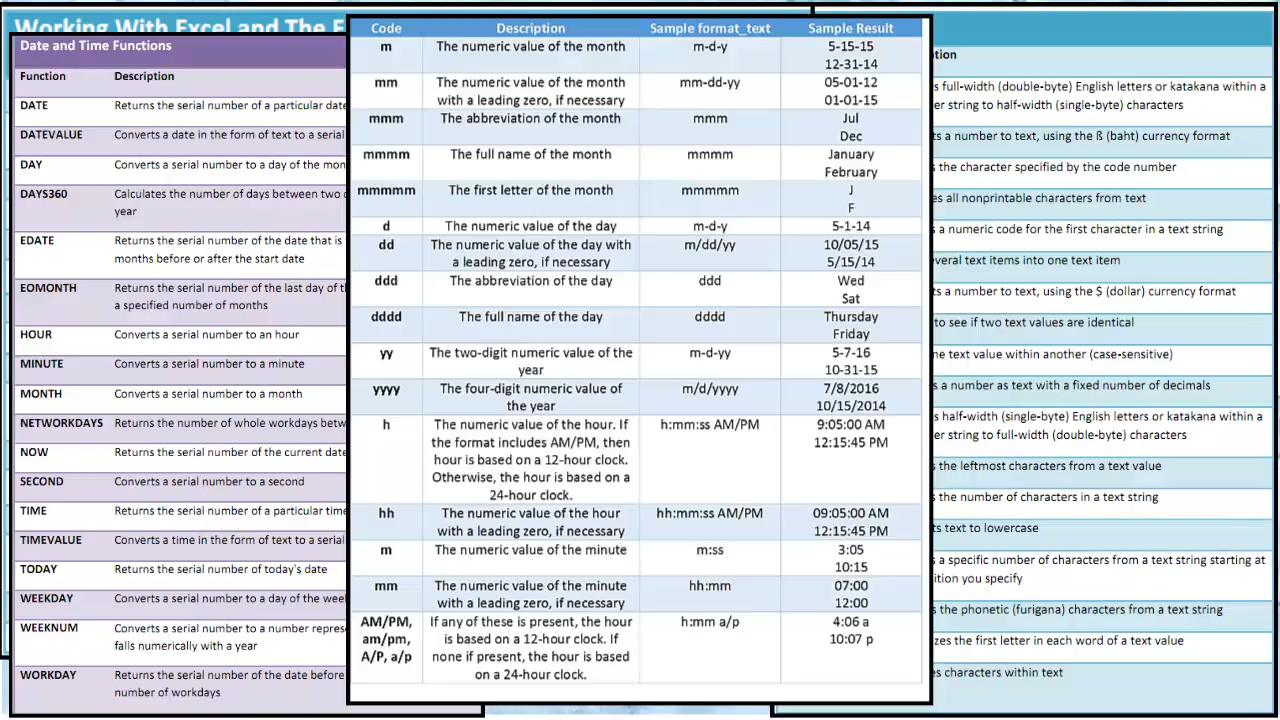 Working With Excel and The F
Date and Time Functions
Function Description
DATE Returns the serial number of a particular date
DATEVALUE Converts a date in the form of text to a serial
DAY Converts a serial number to a day of the mon
DAYS360 Calculates the number of days between two
year
EDATE Returns the serial number of the date that is
months before or after the start date
EOMONTH Returns the serial number of the last day of t
a specified number of months
HOUR Converts a serial number to an hour
MINUTE Converts a serial number to a minute
MONTH Converts a serial number to a month
NETWORKDAYS Returns the number of whole workdays betw
NOW Returns the serial number of the current date
SECOND Converts a serial number to a second
TIME Returns the serial number of a particular time
TIMEVALUE Converts a time in the form of text to a serial
TODAY Returns the serial number of today's date
WEEKDAY Converts a serial number to a day of the wee
WEEKNUM Converts a serial number to a number repres
falls numerically with a year
WORKDAY Returns the serial number of the date before
number of workdays
Code Description Sample format_text Sample Result
m The numeric value of the month m-d-y 5-15-15
12-31-14
mm The numeric value of the month mm-dd-yy 05-01-12
with a leading zero, if necessary 01-01-15
mmm The abbreviation of the month mmm Jul
Dec
mmmm The full name of the month mmmm January
February
mmmmm The first letter of the month mmmmm J
F
d The numeric value of the day m-d-y 5-1-14
dd The numeric value of the day with m/dd/yy 10/05/15
a leading zero, if necessary 5/15/14
ddd The abbreviation of the day ddd Wed
Sat
dddd The full name of the day dddd Thursday
Friday
yy The two-digit numeric value of the m-d-yy 5-7-16
year 10-31-15
yyyy The four-digit numeric value of m/d/yyyy 7/8/2016
the year 10/15/2014
h The numeric value of the hour. If h:mm:ss AM/PM 9:05:00 AM
the format includes AM/PM, then 12:15:45 PM
hour is based on a 12-hour clock.
Otherwise, the hour is based on a
24-hour clock.
hh The numeric value of the hour hh:mm:ss AM/PM 09:05:00 AM
with a leading zero, if necessary 12:15:45 PM
m The numeric value of the minute m:ss 3:05
10:15
mm The numeric value of the minute hh:mm 07:00
with a leading zero, if necessary 12:00
AM/PM, If any of these is present, the hour h:mm a/p 4:06 a
am/pm, is based on a 12-hour clock. If 10:07 p
A/P, a/p none if present, the hour is based
on a 24-hour clock.
ption
s full-width (double-byte) English letters or katakana within a
er string to half-width (single-byte) characters
ts a number to text, using the ß (baht) currency format
s the character specified by the code number
es all nonprintable characters from text
s a numeric code for the first character in a text string
everal text items into one text item
ts a number to text, using the $ (dollar) currency format
to see if two text values are identical
ne text value within another (case-sensitive)
s a number as text with a fixed number of decimals
s half-width (single-byte) English letters or katakana within a
er string to full-width (double-byte) characters
s the leftmost characters from a text value
s the number of characters in a text string
ts text to lowercase
s a specific number of characters from a text string starting at
sition you specify
s the phonetic (furigana) characters from a text string
izes the first letter in each word of a text value
es characters within text